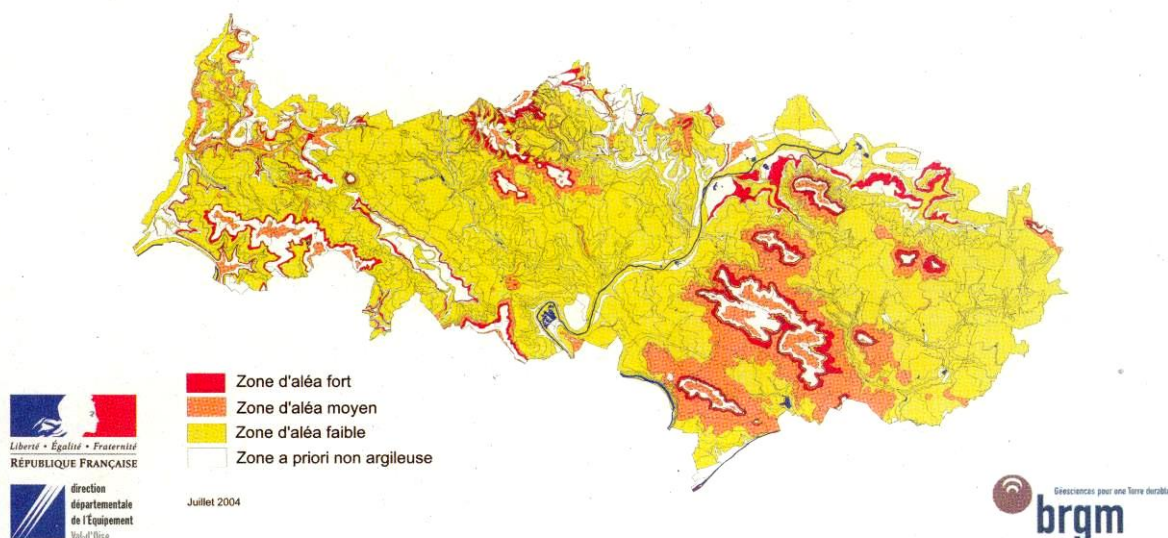 Zone d'aléa fort
Zone d'aléa moyen
Zone d'aléa faible
Zone a priori non argileuse
Liberté • Égalité • Fraternité
RÉPUBLIQUE FRANÇAISE
direction
départementale
de l'Équipement
Val-d'Oise
Juillet 2004
Géosciences pour une Terre durable
brgm